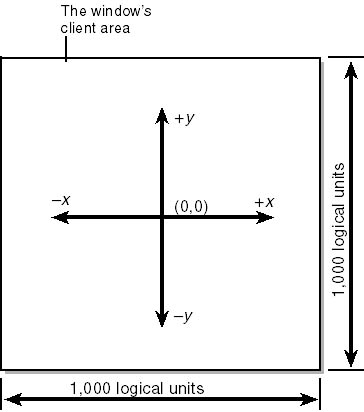 The window's
client area
+y
–x
(0,0)
+x
–y
1,000 logical units
1,000 logical units